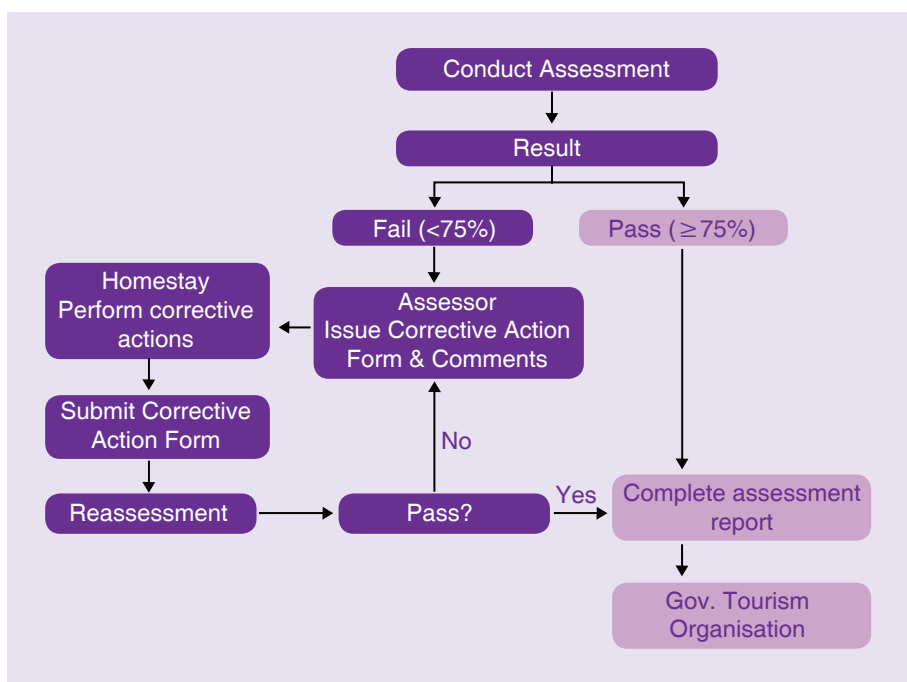 Conduct Assessment
Result
Fail (<75%)
Pass (≥75%)
Homestay
Perform corrective
actions
Assessor
Issue Corrective Action
Form & Comments
Submit Corrective
Action Form
No
Reassessment
Pass?
Yes
Complete assessment
report
Gov. Tourism
Organisation